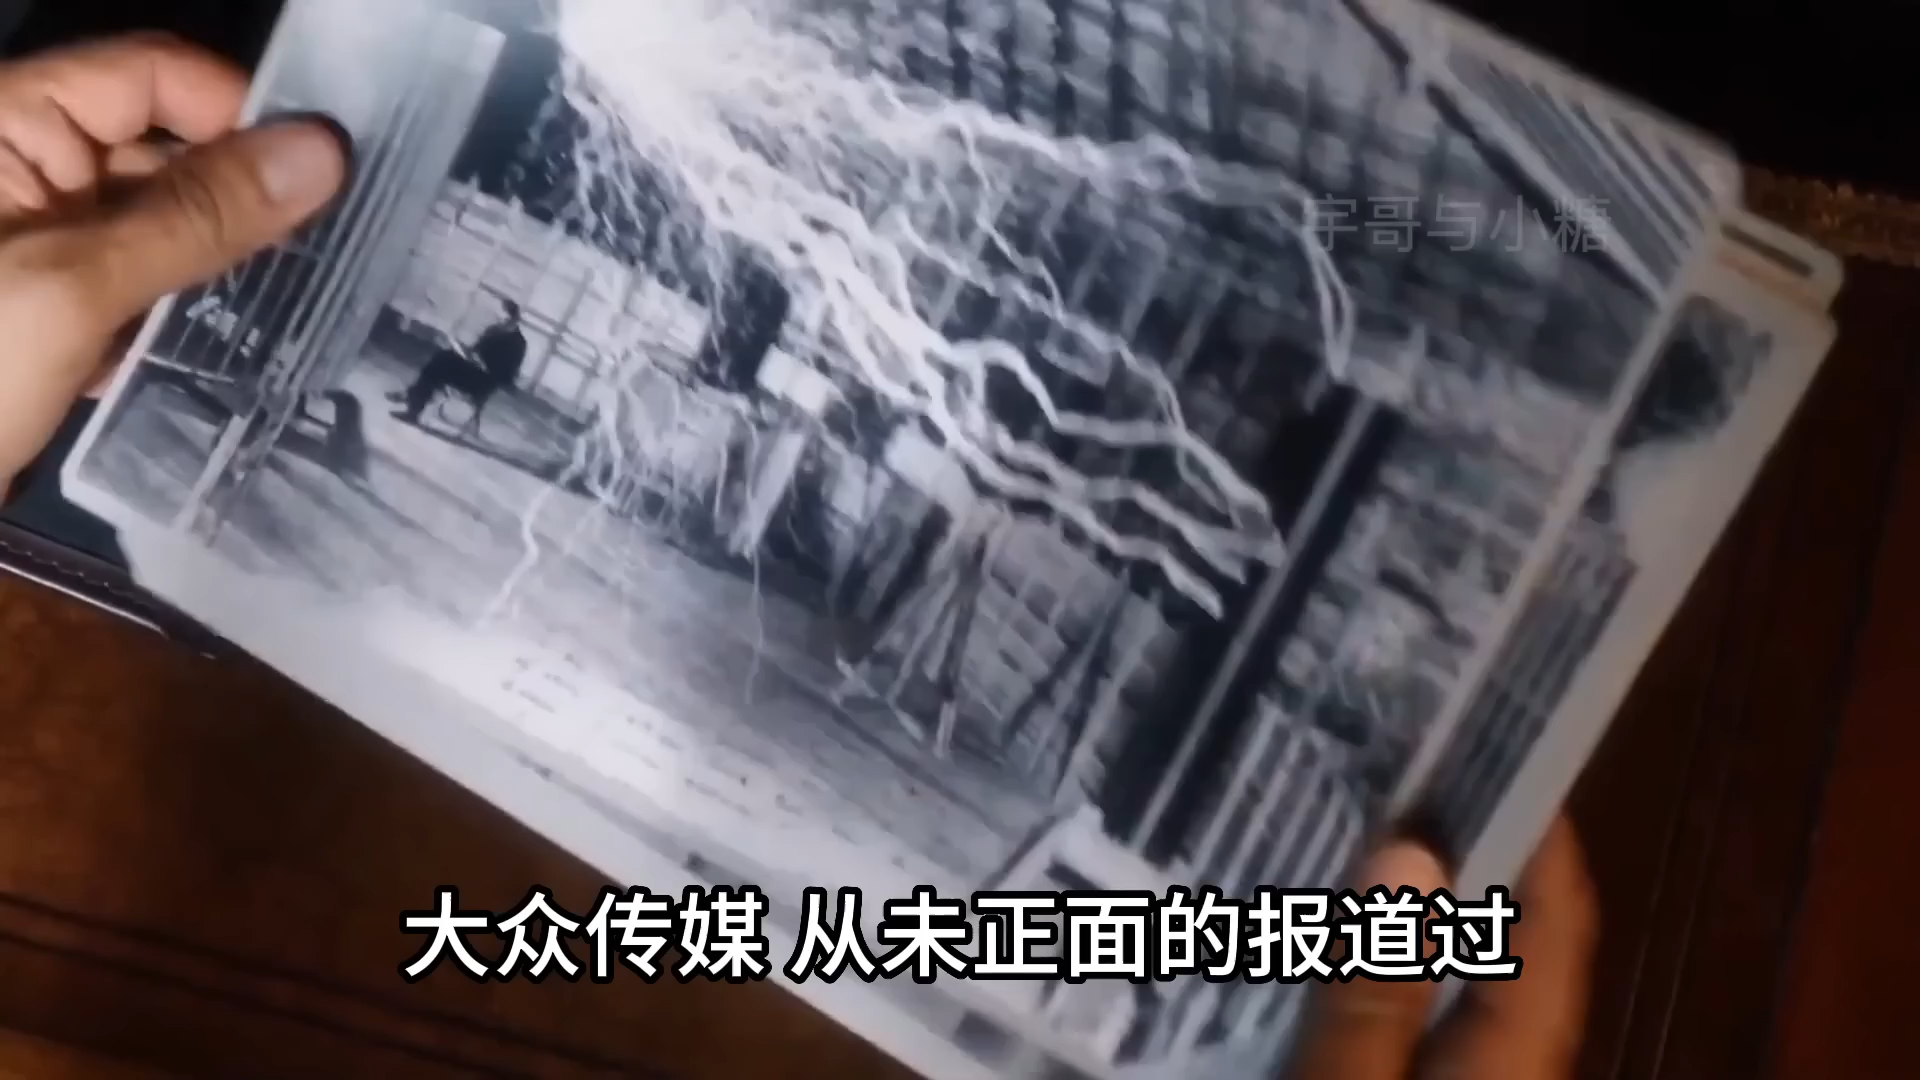 宇哥与小糖
大众传媒 从未正面的报道过